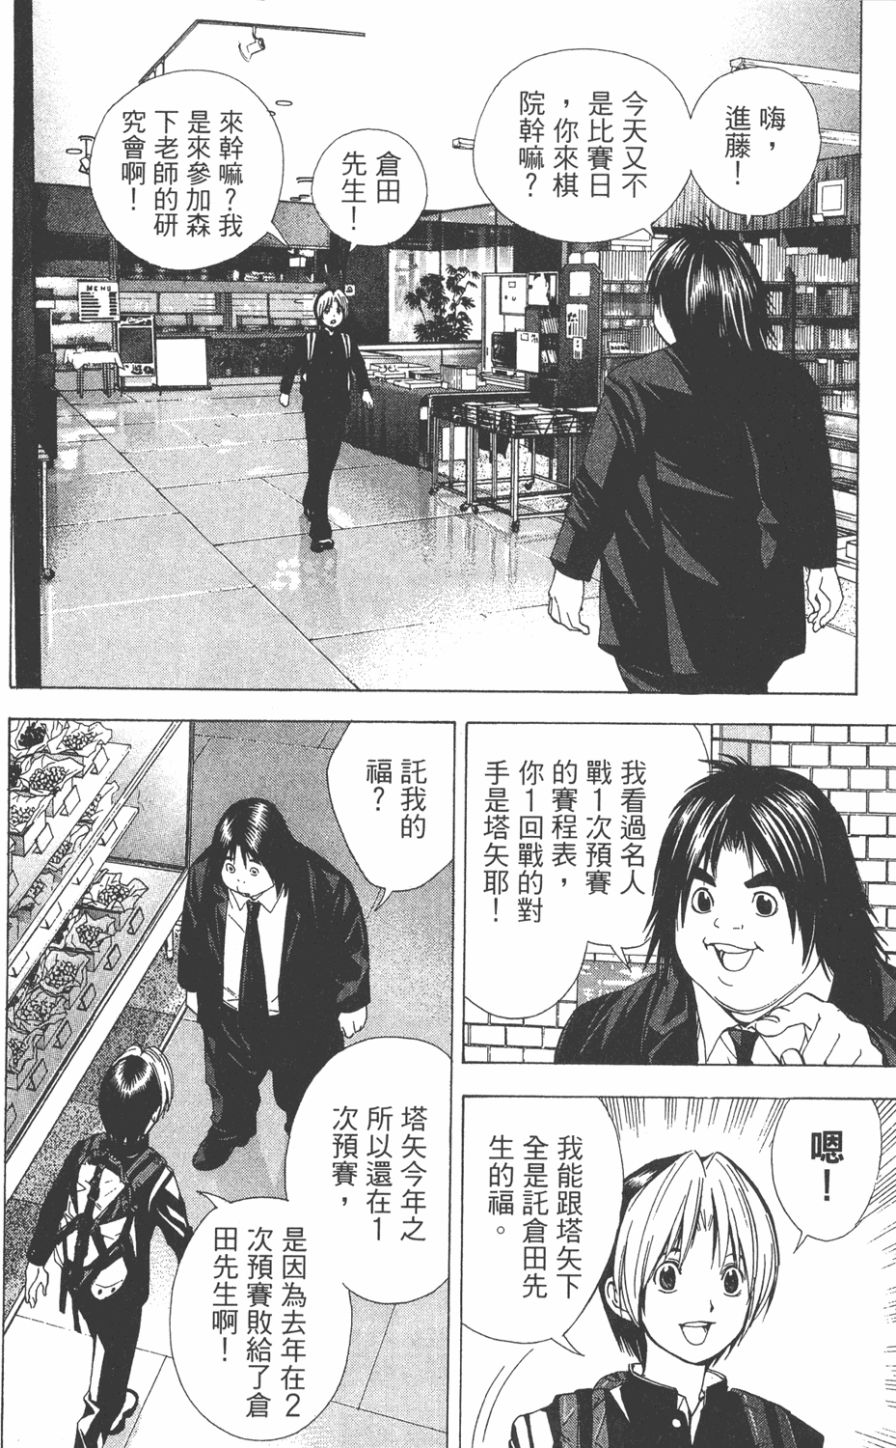 嗨，
進藤！
今天又不
是比賽日
，你來棋
院幹嘛？
倉田
先生！
來幹嘛？我
是來參加森
下老師的研
究會啊！
MENU
我看過名人
戰1次預賽
的賽程表，
你1回戰的對
手是塔矢耶！
嗯！
我能跟塔矢下
全是託倉田先
生的福。
託我的
福？
塔矢今年之
所以還在1
次預賽，
是因為去年在2
次預賽敗給了倉
田先生啊！